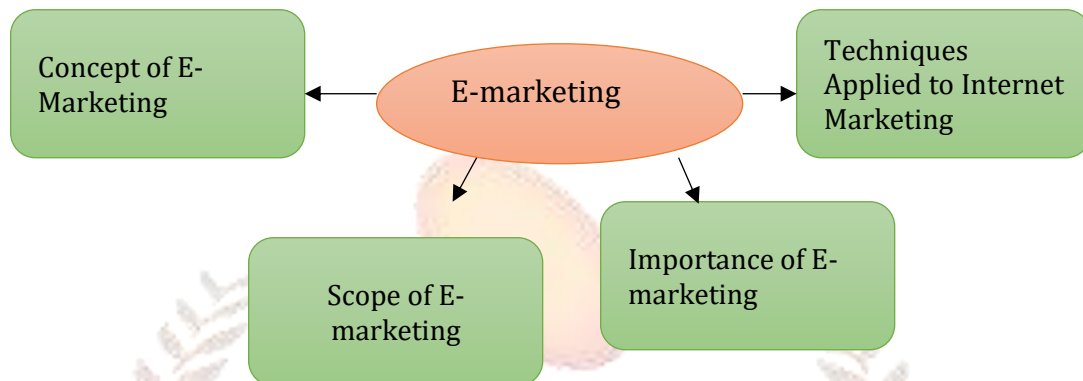 Concept of E-
Marketing
E-marketing
Techniques
Applied to Internet
Marketing
Scope of E-
marketing
Importance of E-
marketing